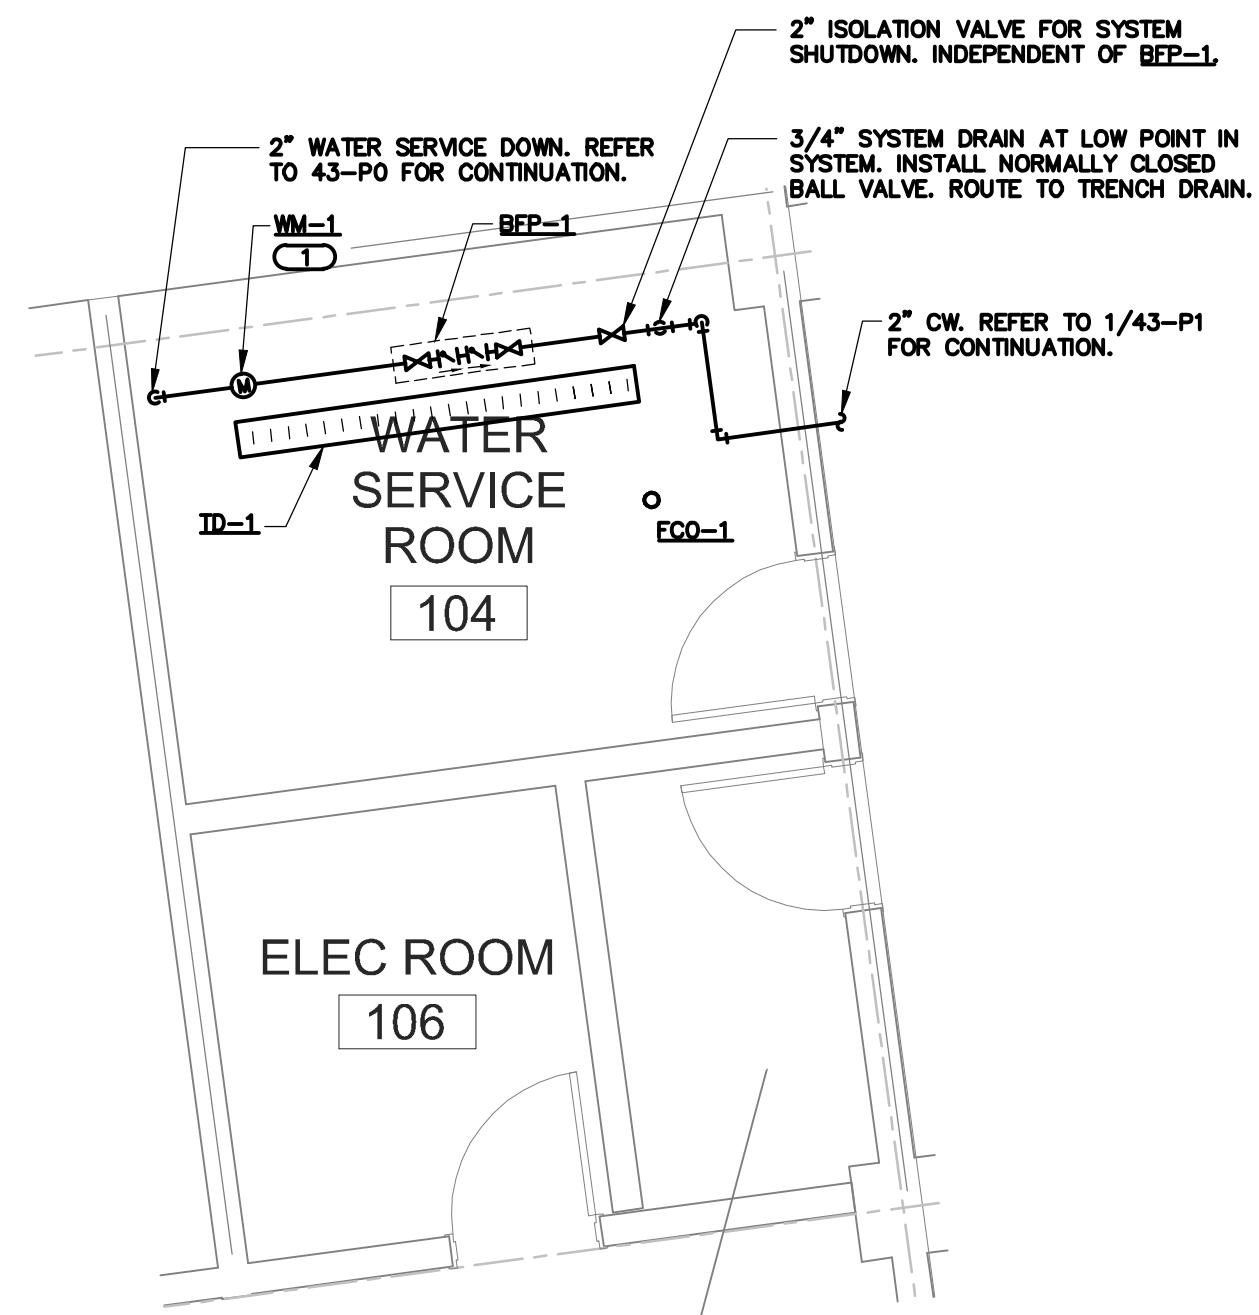 2" ISOLATION VALVE FOR SYSTEM
SHUTDOWN. INDEPENDENT OF BFP-1.
3/4" SYSTEM DRAIN AT LOW POINT IN
SYSTEM. INSTALL NORMALLY CLOSED
BALL VALVE. ROUTE TO TRENCH DRAIN.
2" WATER SERVICE DOWN. REFER
TO 43-P0 FOR CONTINUATION.
WM-1
1
BFP-1
2" CW. REFER TO 1/43-P1
FOR CONTINUATION.
M
WATER
SERVICE
ROOM
104
TD-1
FCO-1
ELEC ROOM
106